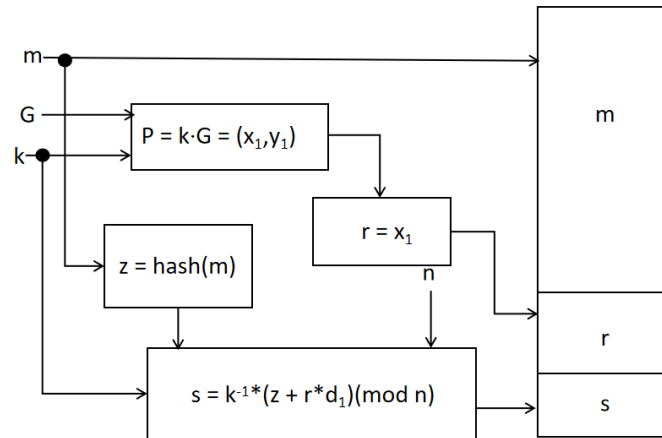 m
m
G
P = k·G = (x₁,y₁)
k
r = x₁
z = hash(m)
n
r
s = k⁻¹*(z + r*d₁)(mod n)
s